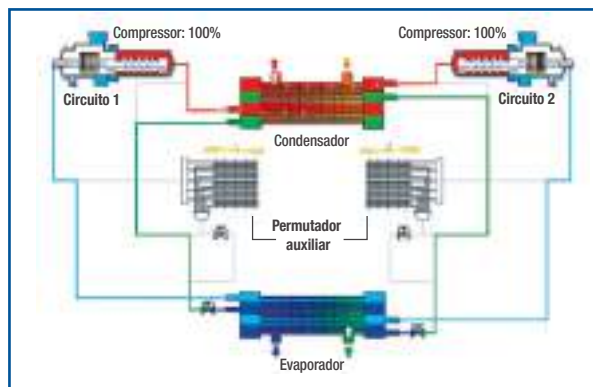 Compressor: 100%
Compressor: 100%
Circuito 1
Circuito 2
Condensador
Permutador
auxiliar
Evaporador